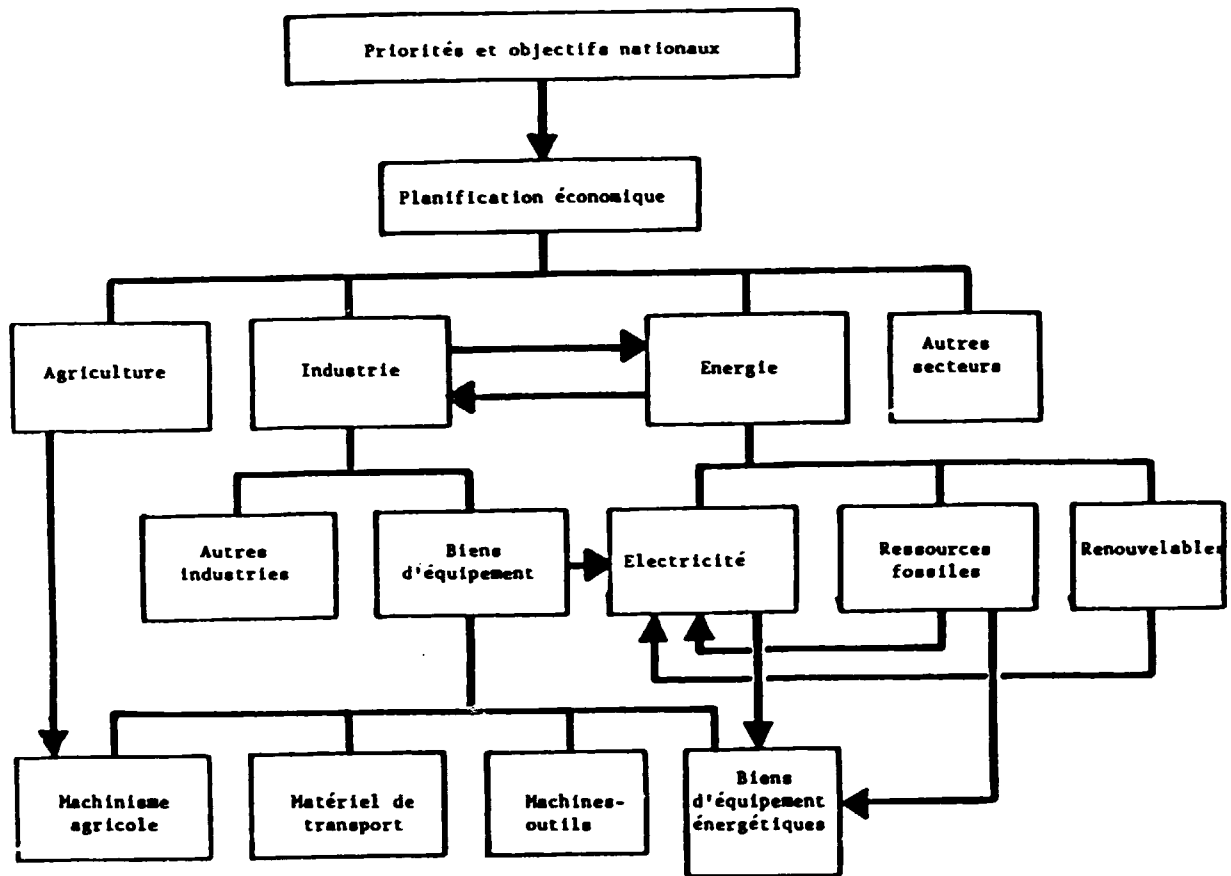 Priorités et objectifs nationaux
Planification économique
Agriculture
Industrie
Energie
Autres
secteurs
Autres
industries
Biens
d'équipement
Electricité
Ressources
fossiles
Renouvelables
Machinisme
agricole
Matériel de
transport
Machines-
outils
Biens
d'équipement
énergétiques